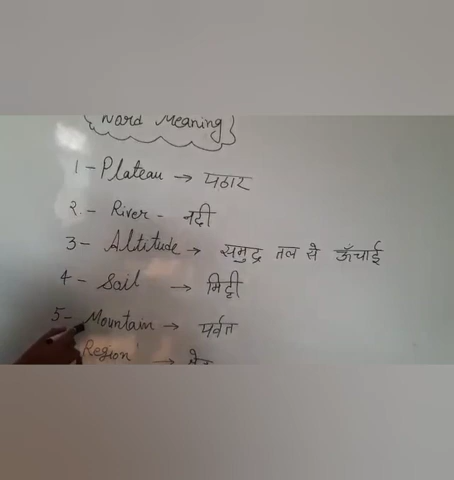 Word Meaning
1- Plateau → पठार
2.- River - नदी
3- Altitude → समुद्र तल से ऊँचाई
4- Soil → मिट्टी
5- Mountain → पर्वत
Region →